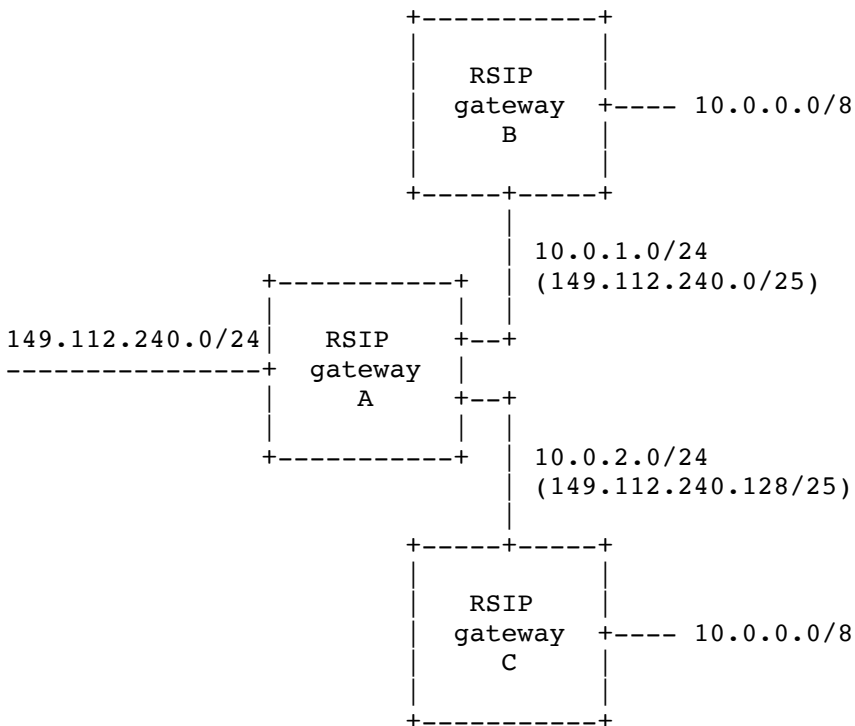 RSIP
gateway
B
10.0.0.0/8
10.0.1.0/24
(149.112.240.0/25)
149.112.240.0/24
RSIP
gateway
A
10.0.2.0/24
(149.112.240.128/25)
RSIP
gateway
C
10.0.0.0/8